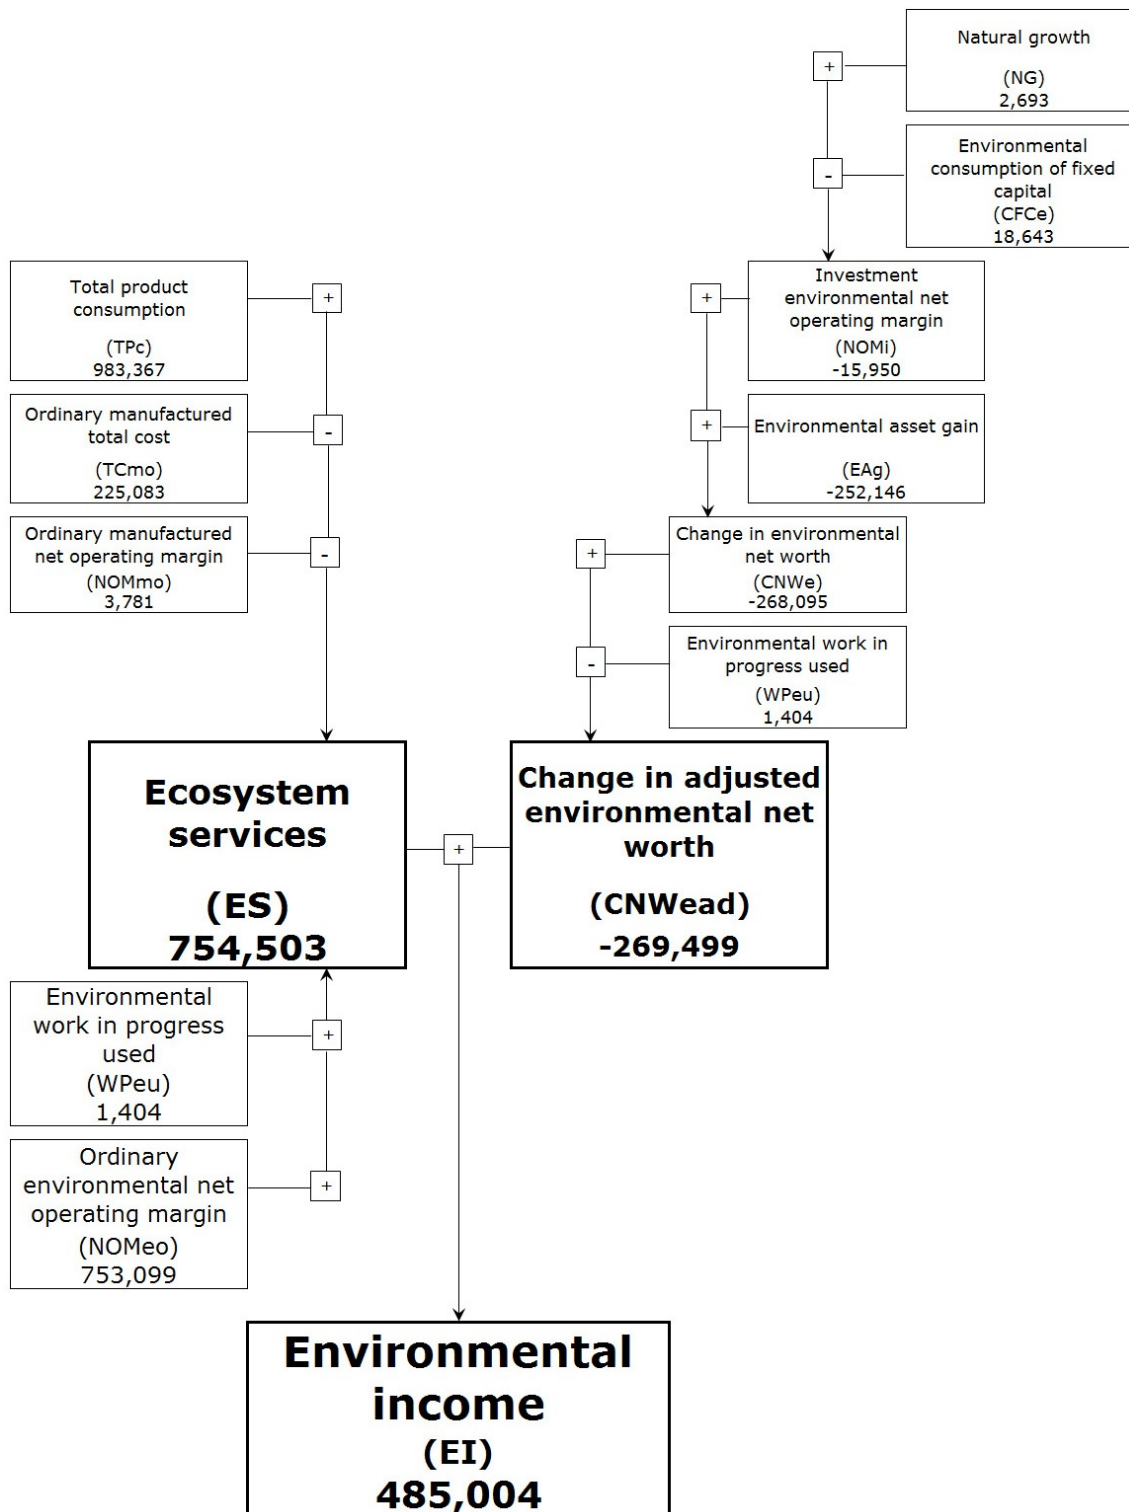 Natural growth
(NG)
2,693
+
Environmental
consumption of fixed
capital
(CFCe)
18,643
-
Total product
consumption
(TPc)
983,367
+
Investment
environmental net
operating margin
(NOMi)
-15,950
+
Ordinary manufactured
total cost
(TCmo)
225,083
-
Environmental asset gain
(EAg)
-252,146
+
Ordinary manufactured
net operating margin
(NOMmo)
3,781
-
Change in environmental
net worth
(CNWe)
-268,095
+
Environmental work in
progress used
(WPeu)
1,404
-
Ecosystem
services
(ES)
754,503
+
Change in adjusted
environmental net
worth
(CNWead)
-269,499
Environmental
work in progress
used
(WPeu)
1,404
+
Ordinary
environmental net
operating margin
(NOMeo)
753,099
+
Environmental
income
(EI)
485,004